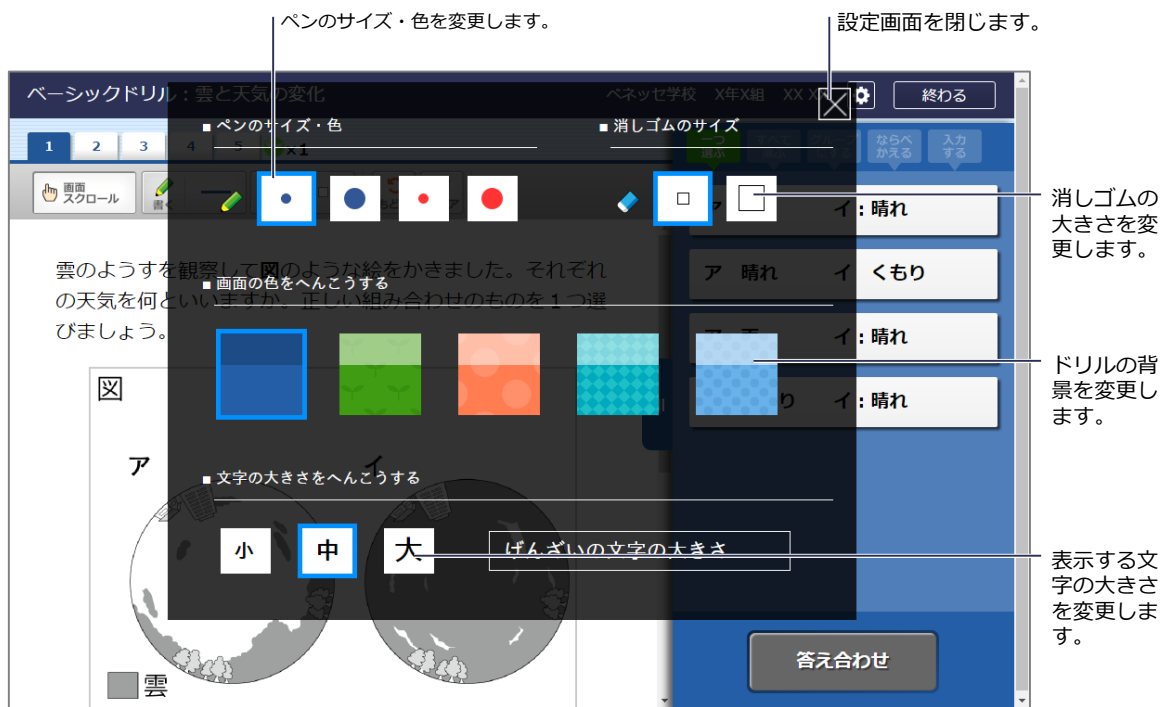 ペンのサイズ・色を変更します。
設定画面を閉じます。
ベーシックドリル：雲と天気の変化
ベネッセ学校 X年X組 XX X
終わる
■ ペンのサイズ・色
■ 消しゴムのサイズ
1 2 3 4 5 x1
一つ選ぶ
ならべ
かえる
入力
する
画面
スクロール
書く
消しゴムの
大きさを変
更します。
雲のようすを観察して図のような絵をかきました。それぞれ
の天気を何といいますか。正しい組み合わせのものを１つ選
びましょう。
■ 画面の色をへんこうする
ア イ：晴れ
ア 晴れ イ くもり
ア 雨 イ：晴れ
り イ：晴れ
ドリルの背
景を変更し
ます。
図
ア イ
■ 文字の大きさをへんこうする
小 中 大 げんざいの文字の大きさ
表示する文
字の大きさ
を変更しま
す。
答え合わせ
雲